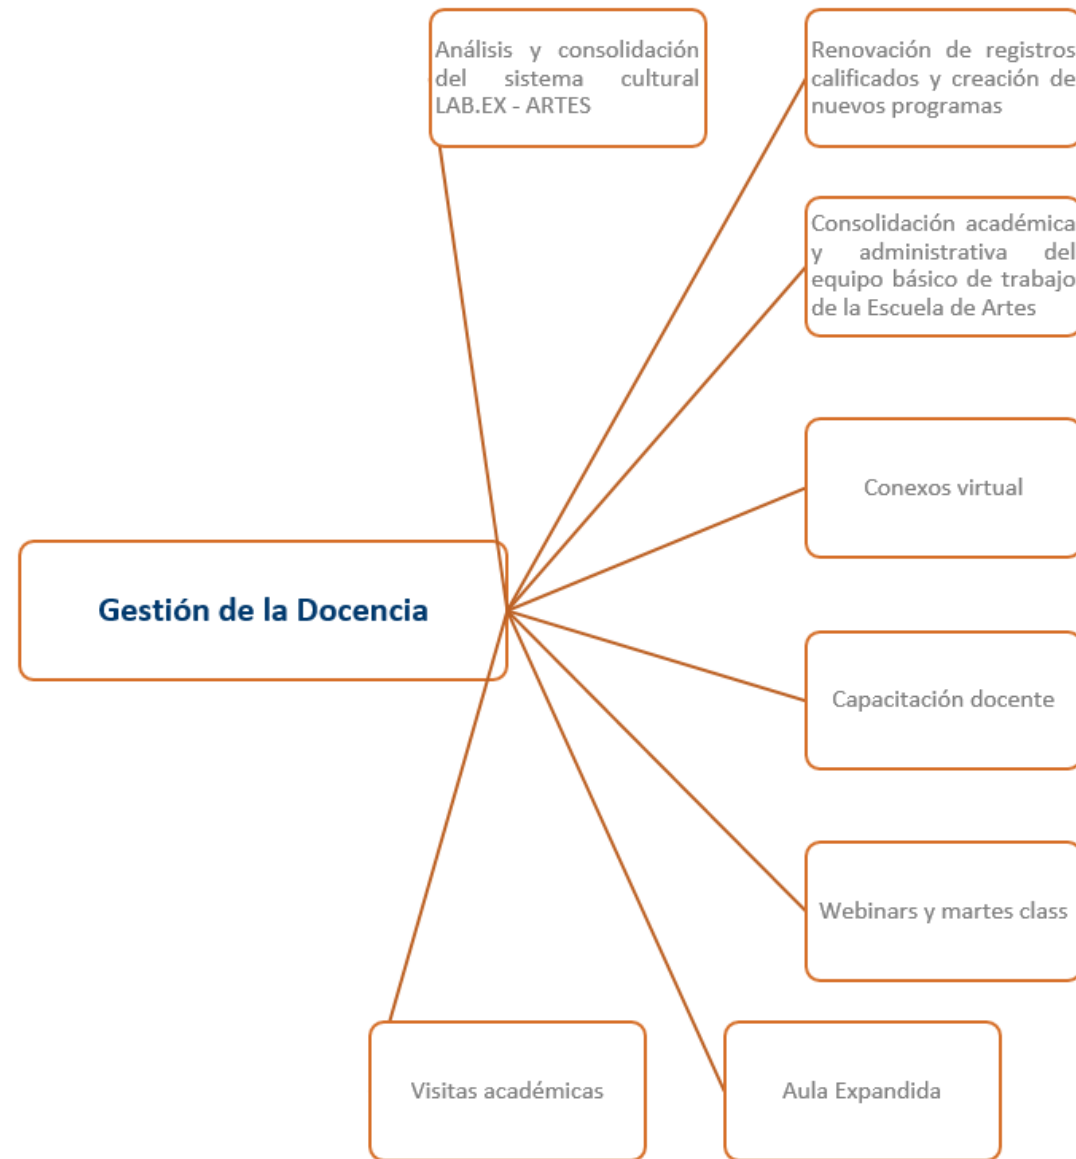 Análisis y consolidación
del sistema cultural
LAB.EX - ARTES
Renovación de registros
calificados y creación de
nuevos programas
Consolidación académica
y administrativa del
equipo básico de trabajo
de la Escuela de Artes
Conexos virtual
Gestión de la Docencia
Capacitación docente
Webinars y martes class
Visitas académicas
Aula Expandida